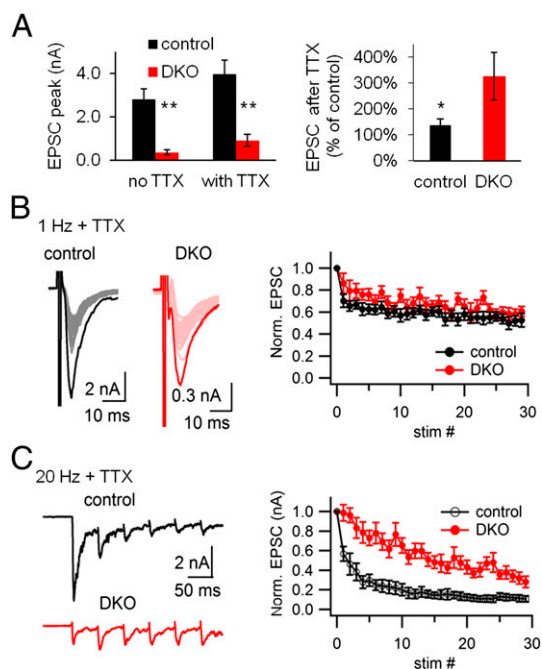 A
control
DKO
EPSC peak (nA)
4.0
2.0
0.0
**
**
no TTX
with TTX
EPSC after TTX
(% of control)
400%
300%
200%
100%
0%
*
control DKO
B
1 Hz + TTX
control
DKO
2 nA
10 ms
0.3 nA
10 ms
Norm. EPSC
1.0
0.8
0.6
0.4
0.2
0.0
control
DKO
0 10 20 30
stim #
C
20 Hz + TTX
control
2 nA
50 ms
DKO
Norm. EPSC (nA)
1.0
0.8
0.6
0.4
0.2
0.0
control
DKO
0 10 20 30
stim #